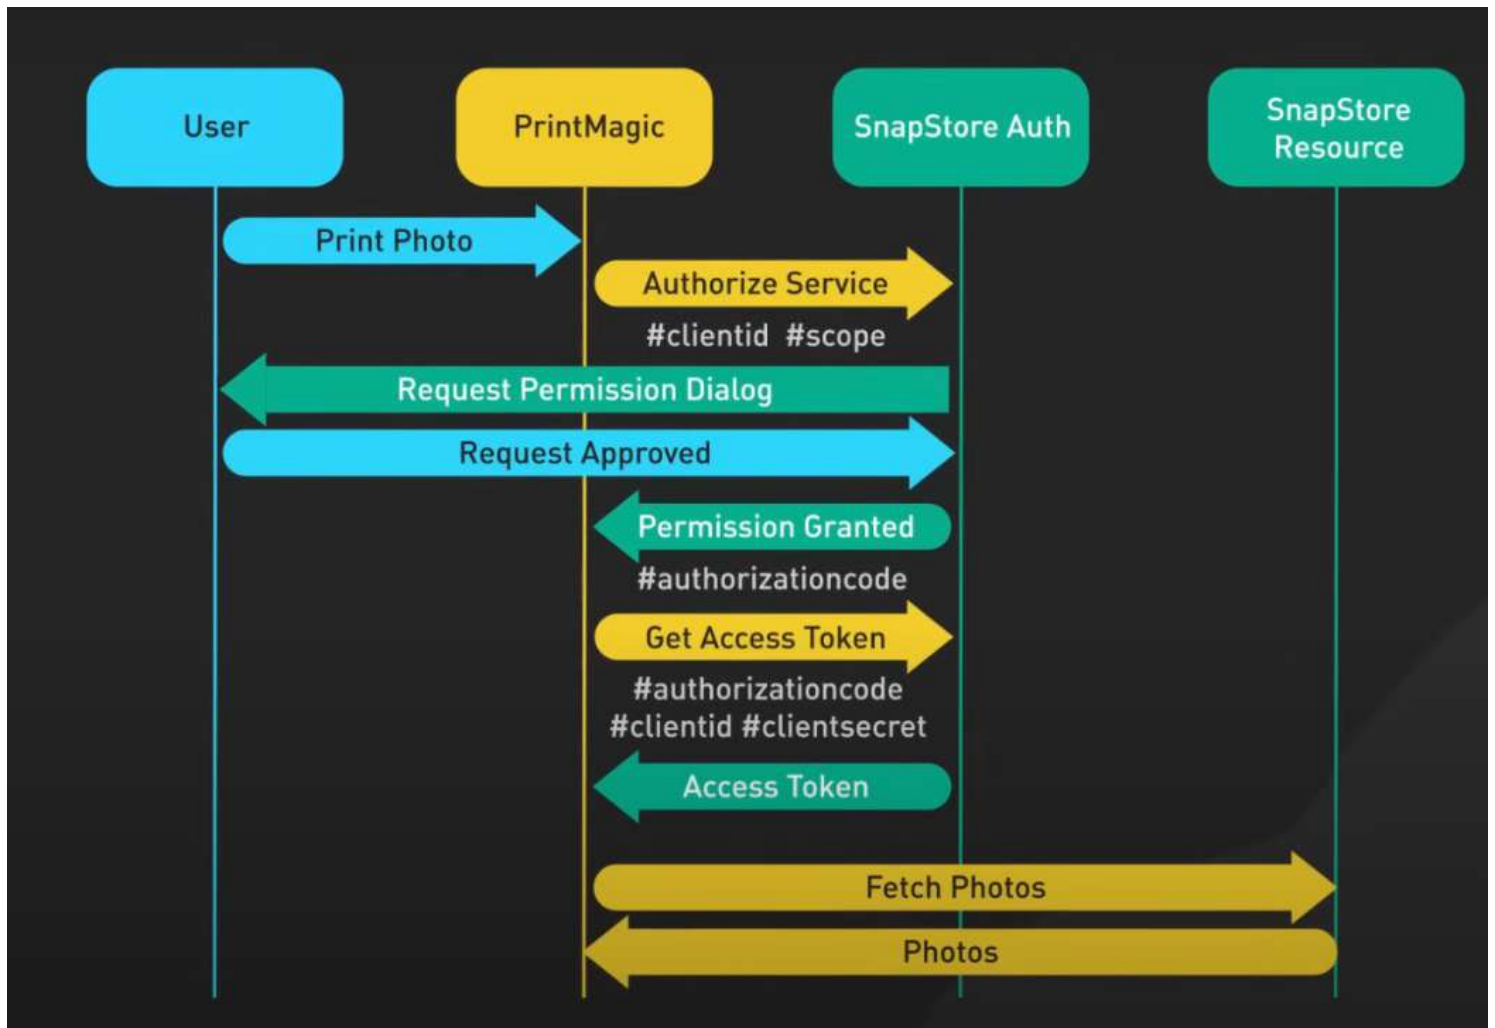 User
PrintMagic
SnapStore Auth
SnapStore
Resource
Print Photo
Authorize Service
#clientid #scope
Request Permission Dialog
Request Approved
Permission Granted
#authorizationcode
Get Access Token
#authorizationcode
#clientid #clientsecret
Access Token
Fetch Photos
Photos